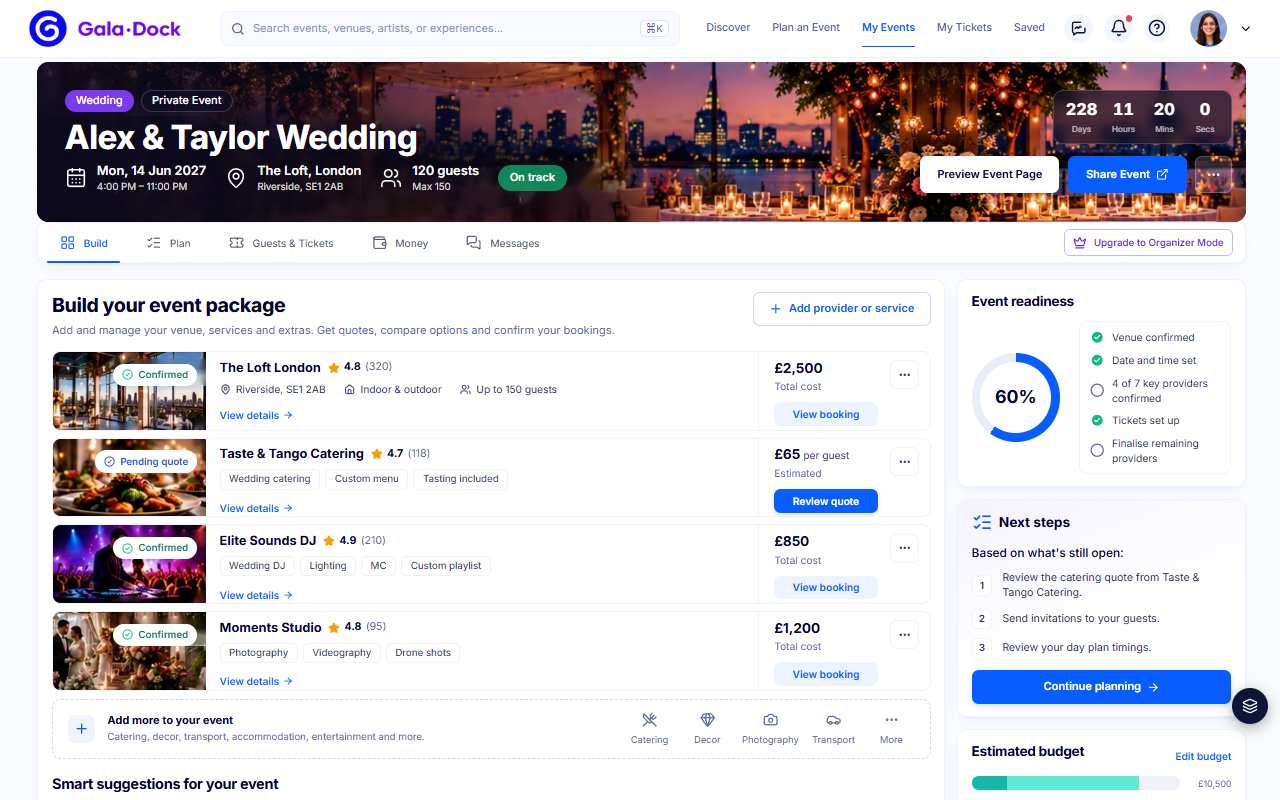 Gala·Dock
Search events, venues, artists, or experiences...
⌘K
Discover
Plan an Event
My Events
My Tickets
Saved
Wedding
Private Event
Alex & Taylor Wedding
Mon, 14 Jun 2027
4:00 PM – 11:00 PM
The Loft, London
Riverside, SE1 2AB
120 guests
Max 150
On track
228 11 20 0
Days Hours Mins Secs
Preview Event Page
Share Event
Build
Plan
Guests & Tickets
Money
Messages
Upgrade to Organizer Mode
Build your event package
Add and manage your venue, services and extras. Get quotes, compare options and confirm your bookings.
Add provider or service
Confirmed
The Loft London 4.8 (320)
Riverside, SE1 2AB
Indoor & outdoor
Up to 150 guests
View details →
£2,500
Total cost
View booking
Pending quote
Taste & Tango Catering 4.7 (118)
Wedding catering
Custom menu
Tasting included
View details →
£65 per guest
Estimated
Review quote
Confirmed
Elite Sounds DJ 4.9 (210)
Wedding DJ
Lighting
MC
Custom playlist
View details →
£850
Total cost
View booking
Confirmed
Moments Studio 4.8 (95)
Photography
Videography
Drone shots
View details →
£1,200
Total cost
View booking
Add more to your event
Catering, decor, transport, accommodation, entertainment and more.
Catering
Decor
Photography
Transport
More
Smart suggestions for your event
Event readiness
60%
Venue confirmed
Date and time set
4 of 7 key providers
confirmed
Tickets set up
Finalise remaining
providers
Next steps
Based on what's still open:
1 Review the catering quote from Taste &
Tango Catering.
2 Send invitations to your guests.
3 Review your day plan timings.
Continue planning →
Estimated budget
Edit budget
£10,500